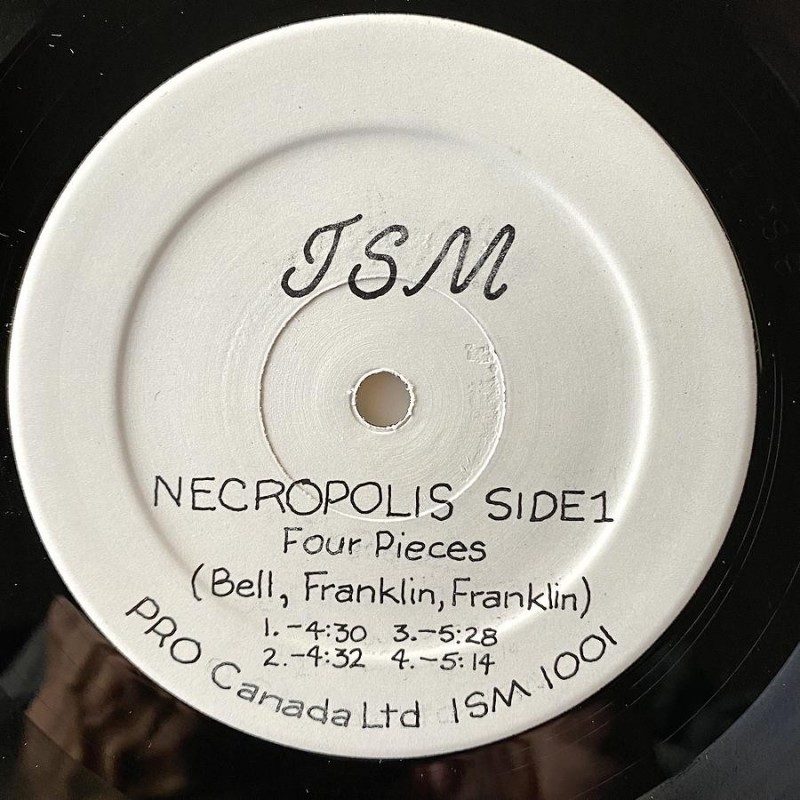 ISM
NECROPOLIS SIDE1
Four Pieces
(Bell, Franklin, Franklin)
1.-4:30 3.-5:28
2.-4:32 4.-5:14
PRO Canada Ltd ISM 1001